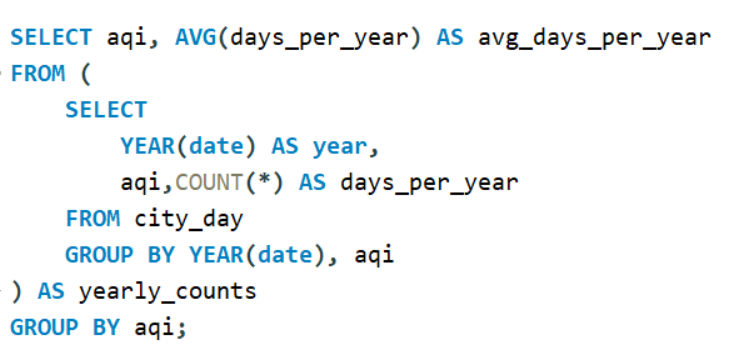 SELECT aqi, AVG(days_per_year) AS avg_days_per_year
FROM (
SELECT
YEAR(date) AS year,
aqi,COUNT(*) AS days_per_year
FROM city_day
GROUP BY YEAR(date), aqi
) AS yearly_counts
GROUP BY aqi;